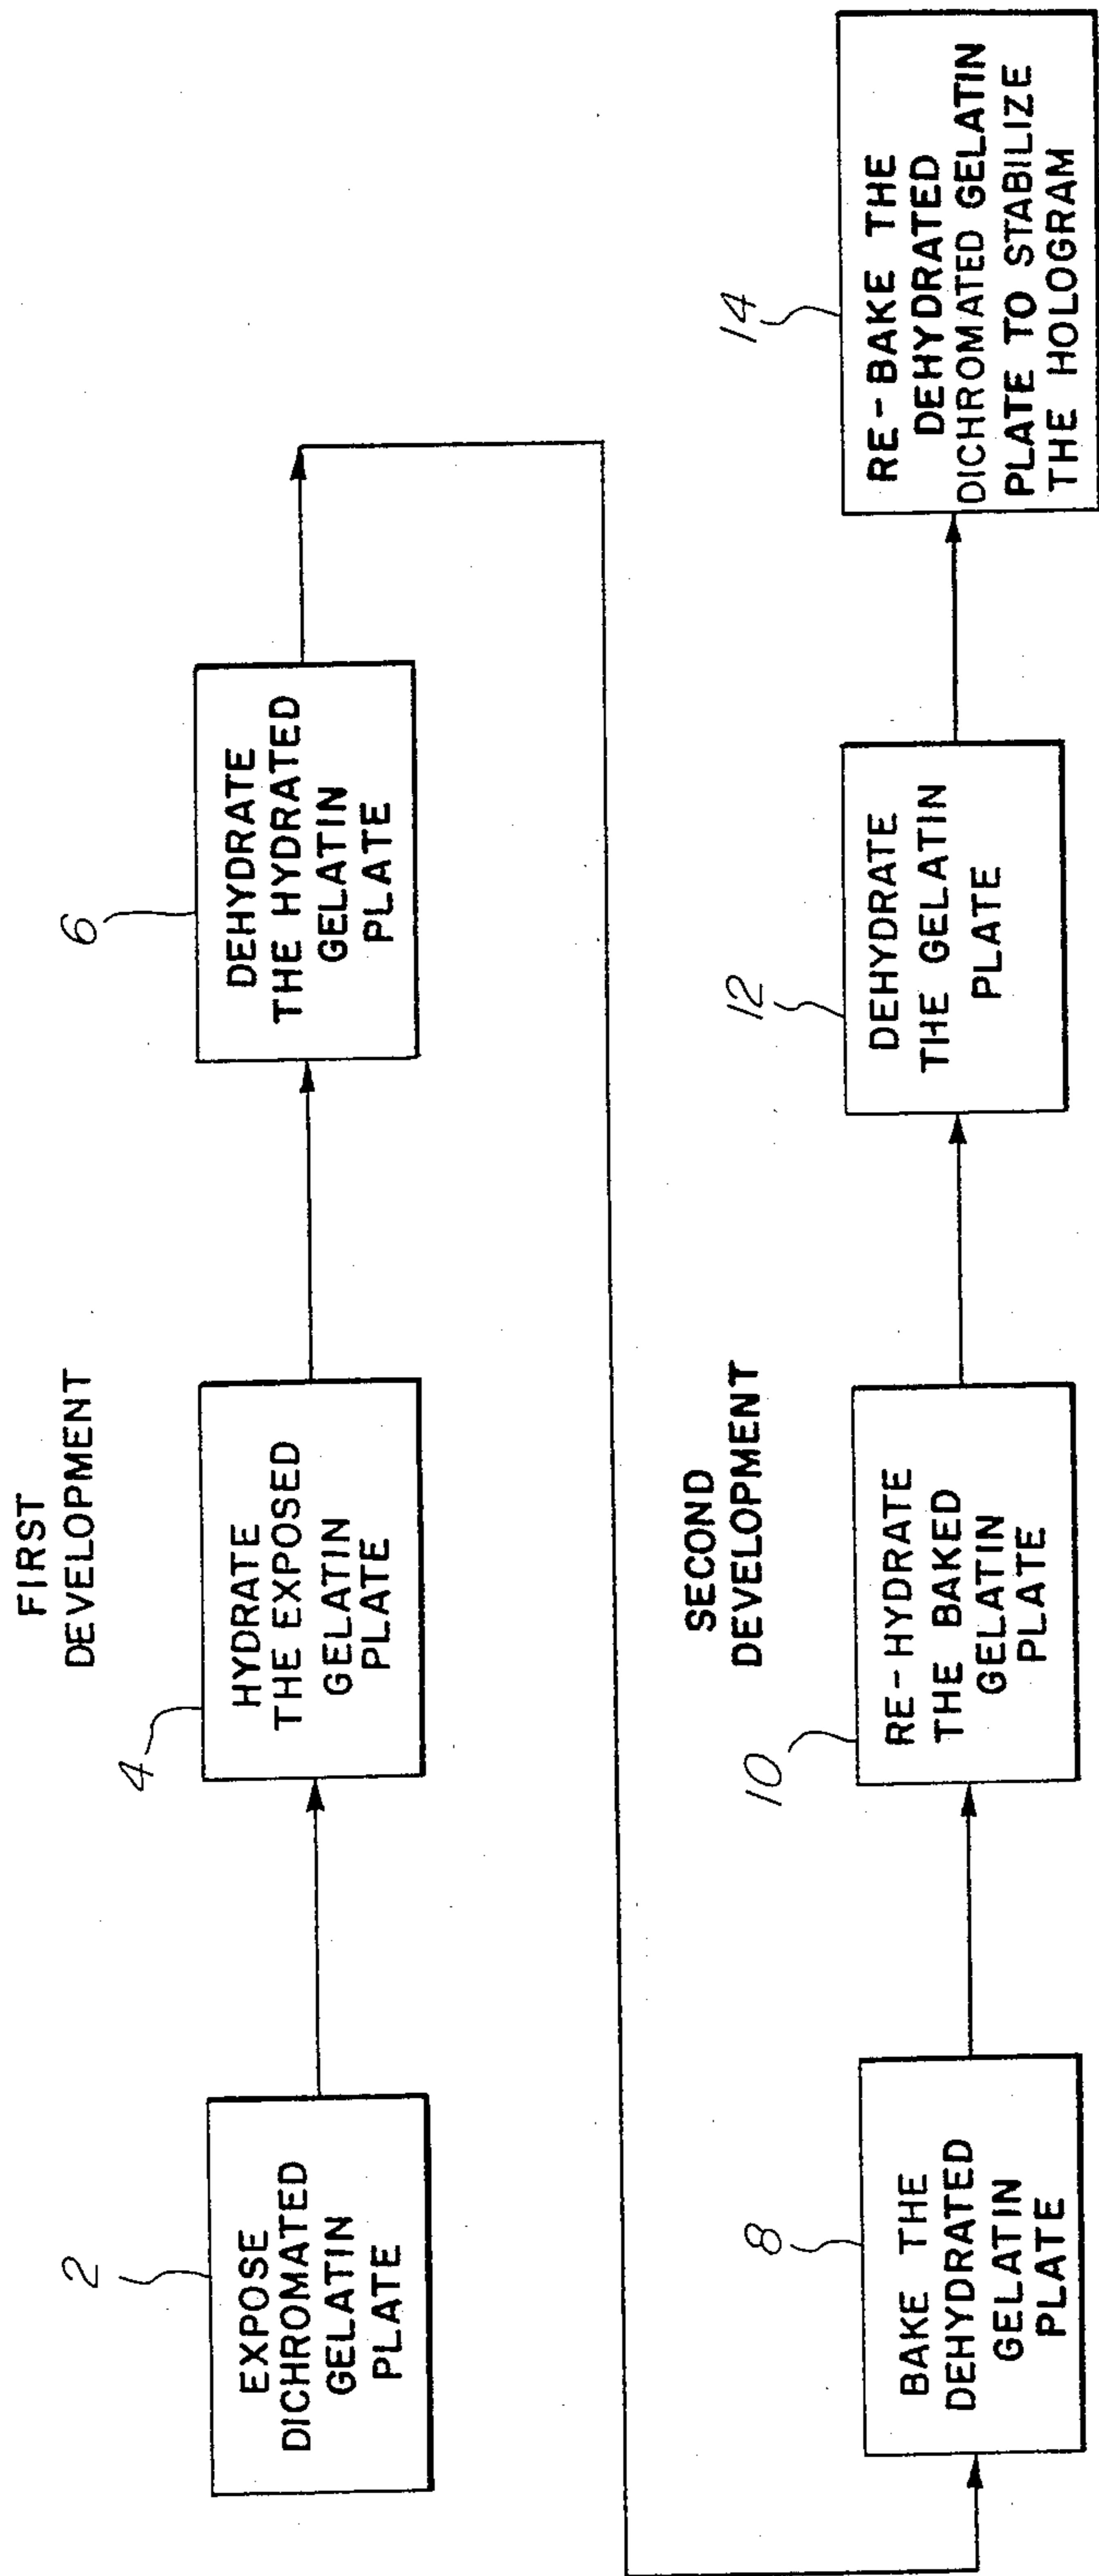 FIRST
DEVELOPMENT
2
EXPOSE
DICHROMATED
GELATIN
PLATE
4
HYDRATE
THE EXPOSED
GELATIN
PLATE
6
DEHYDRATE
THE HYDRATED
GELATIN
PLATE
SECOND
DEVELOPMENT
8
BAKE THE
DEHYDRATED
GELATIN
PLATE
10
RE-HYDRATE
THE BAKED
GELATIN
PLATE
12
DEHYDRATE
THE GELATIN
PLATE
14
RE-BAKE THE
DEHYDRATED
DICHROMATED GELATIN
PLATE TO STABILIZE
THE HOLOGRAM